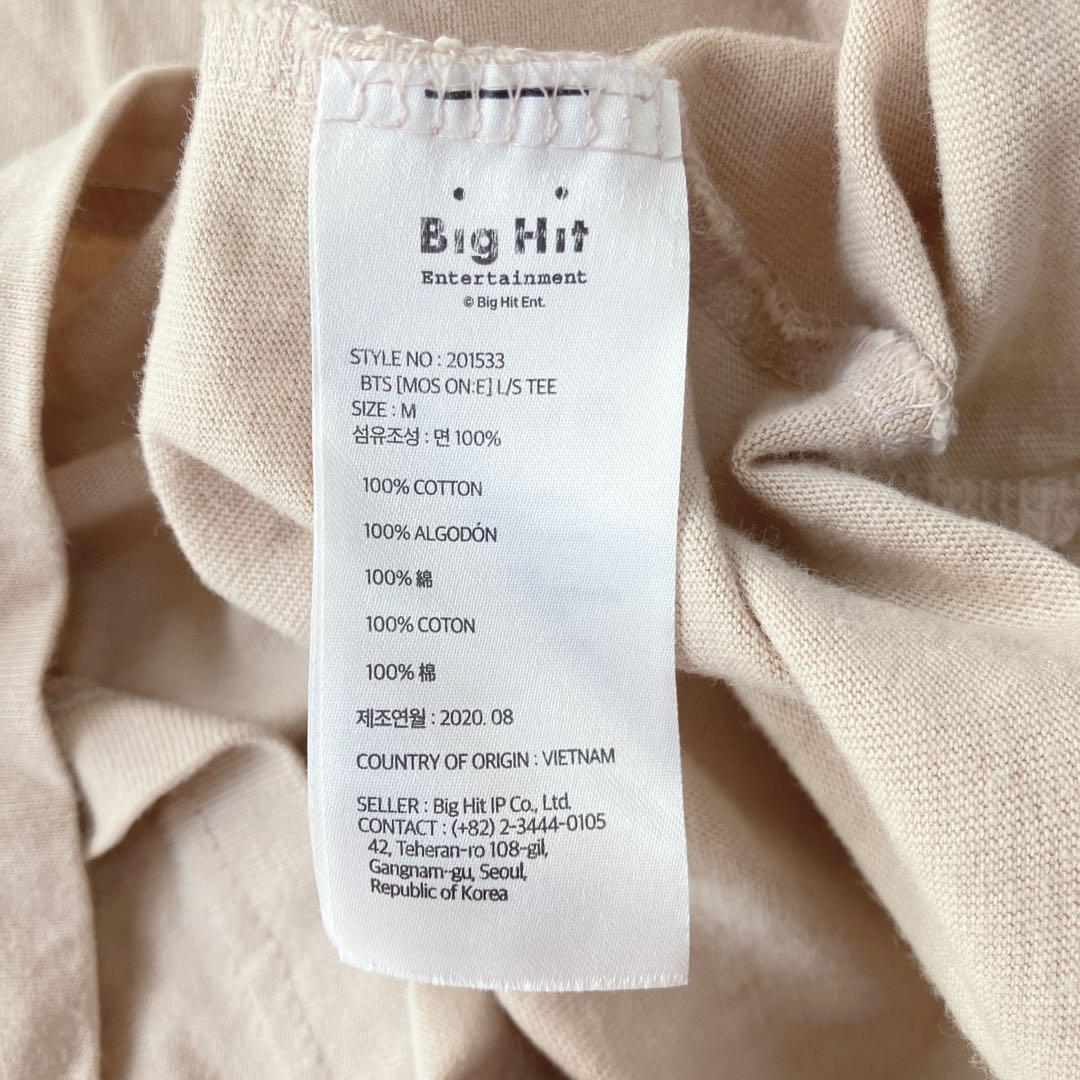 Big Hit
Entertainment
© Big Hit Ent.
STYLE NO : 201533
BTS [MOS ON:E] L/S TEE
SIZE : M
섬유조성 : 면 100%
100% COTTON
100% ALGODÓN
100% 綿
100% COTON
100% 棉
제조연월 : 2020. 08
COUNTRY OF ORIGIN : VIETNAM
SELLER : Big Hit IP Co., Ltd.
CONTACT : (+82) 2-3444-0105
42, Teheran-ro 108-gil,
Gangnam-gu, Seoul,
Republic of Korea